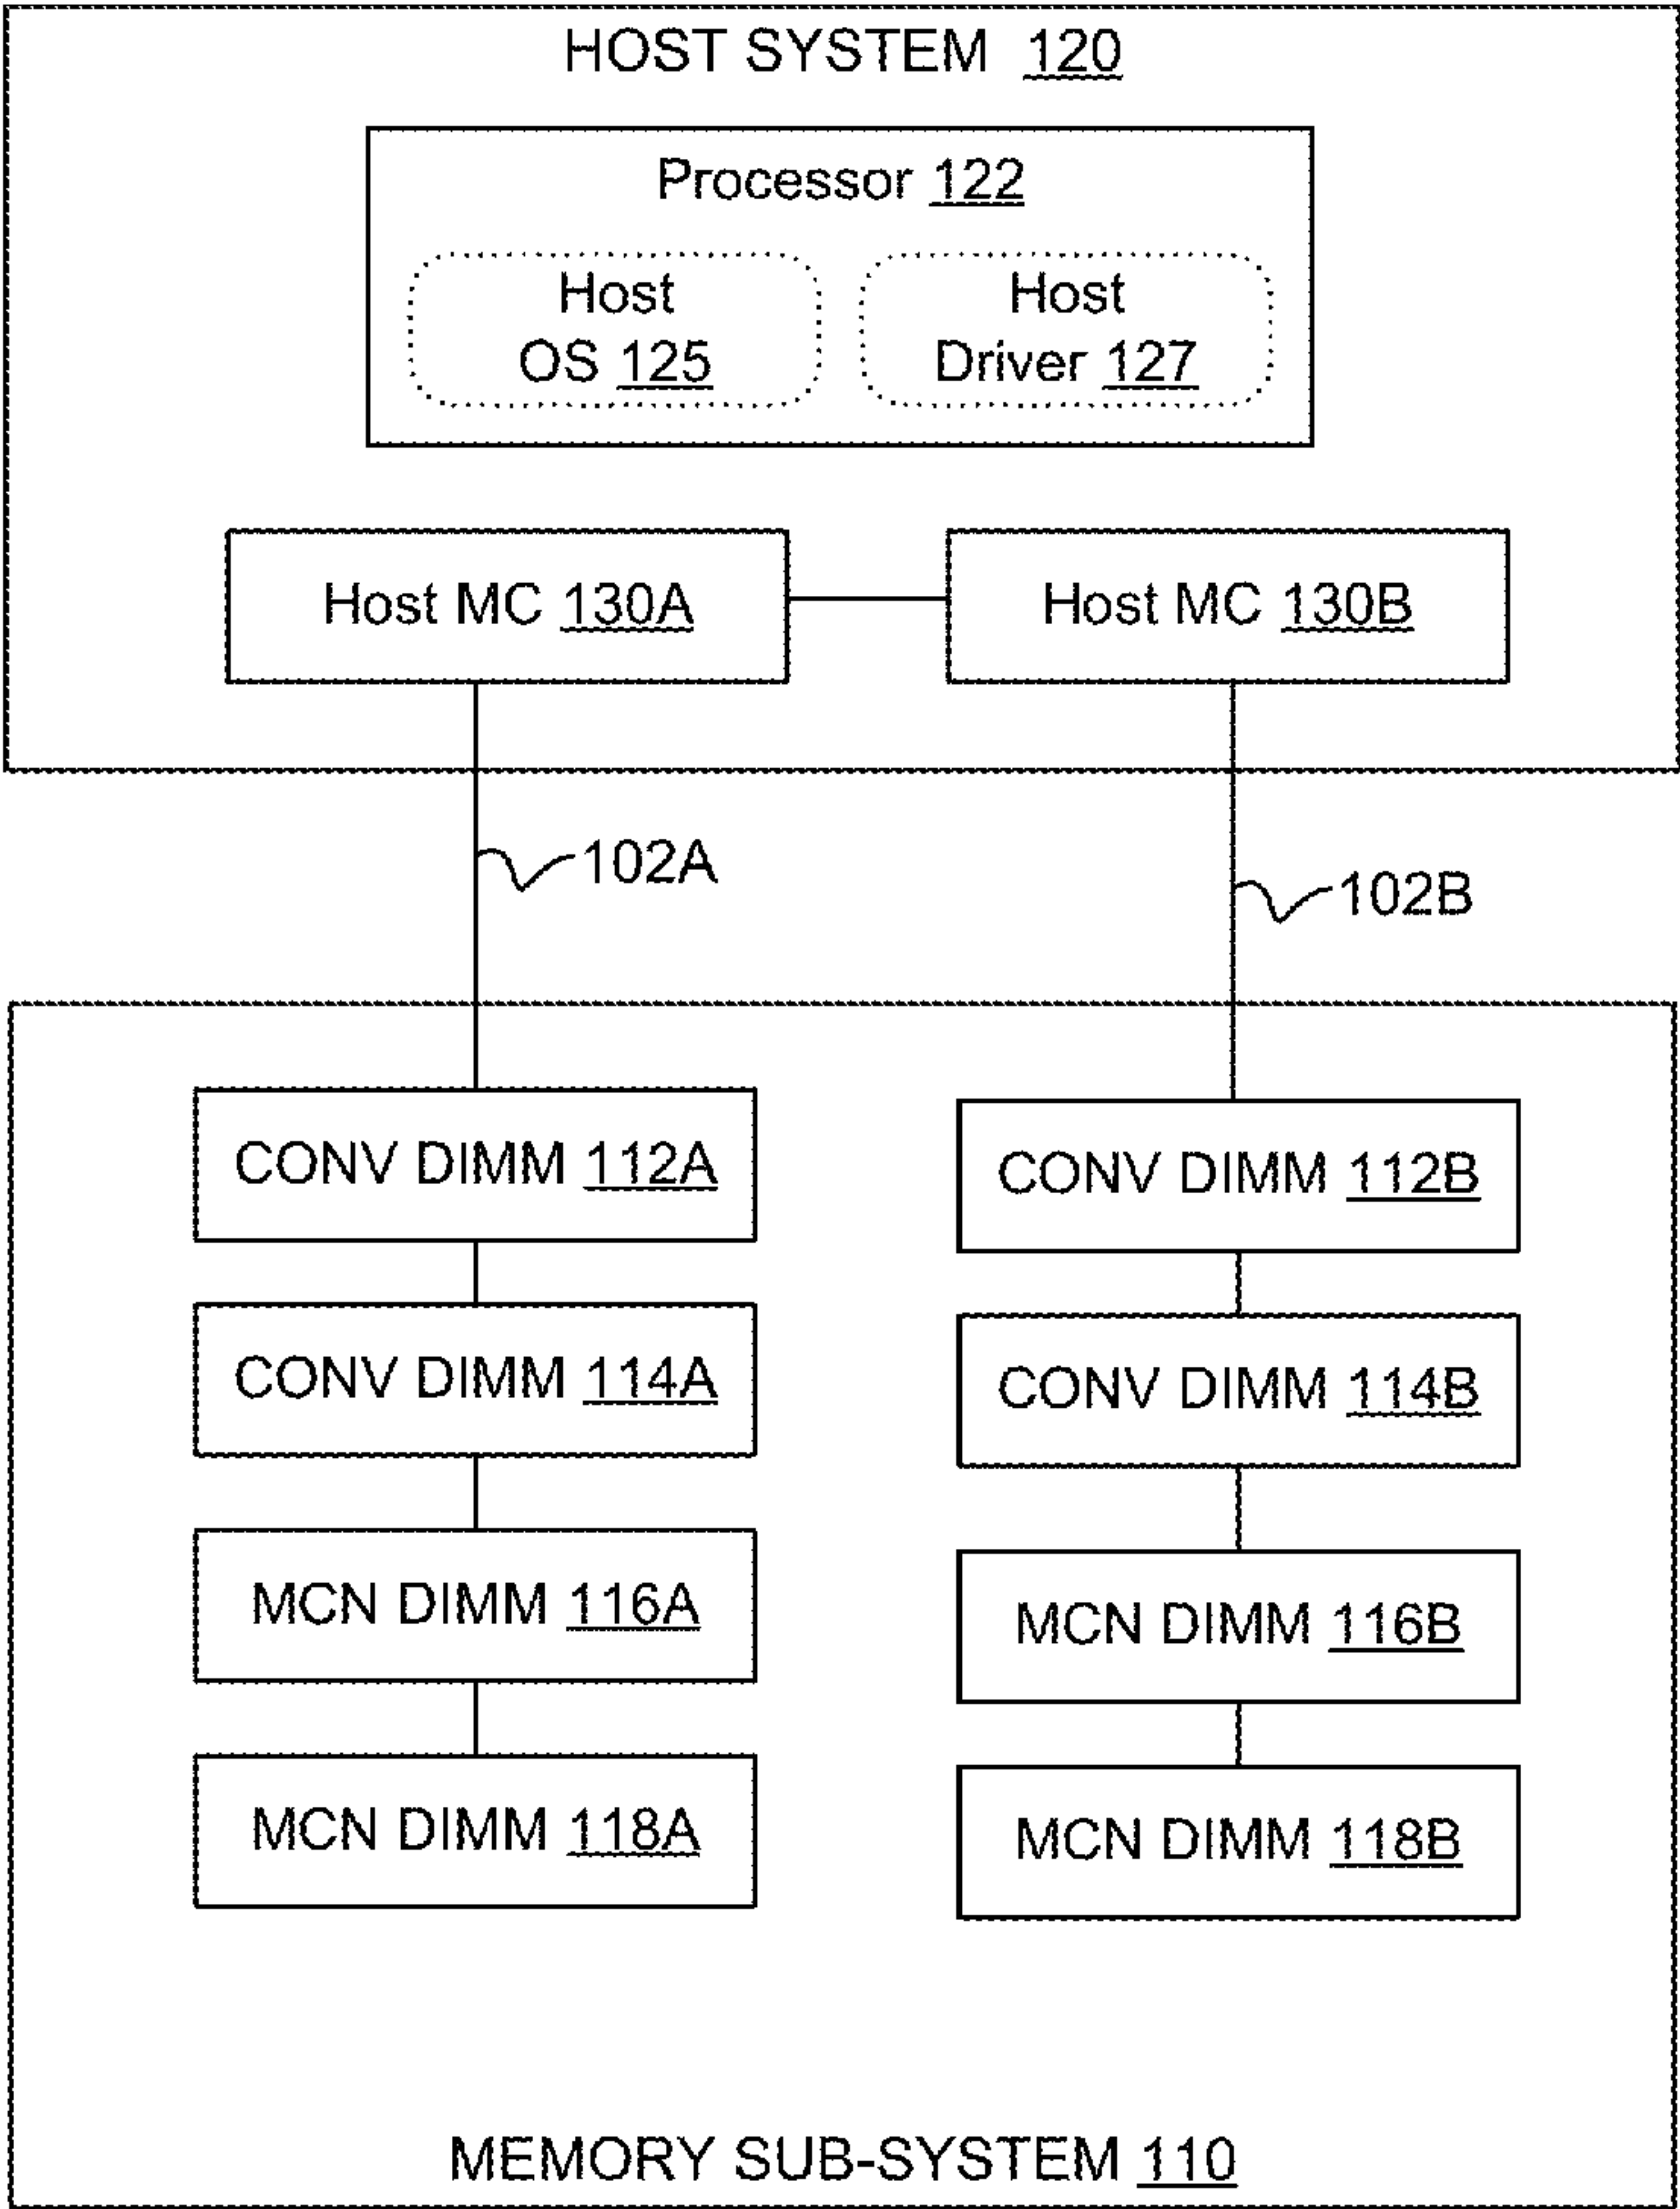 HOST SYSTEM 120
Processor 122
Host
OS 125
Host
Driver 127
Host MC 130A
Host MC 130B
102A
102B
CONV DIMM 112A
CONV DIMM 112B
CONV DIMM 114A
CONV DIMM 114B
MCN DIMM 116A
MCN DIMM 116B
MCN DIMM 118A
MCN DIMM 118B
MEMORY SUB-SYSTEM 110